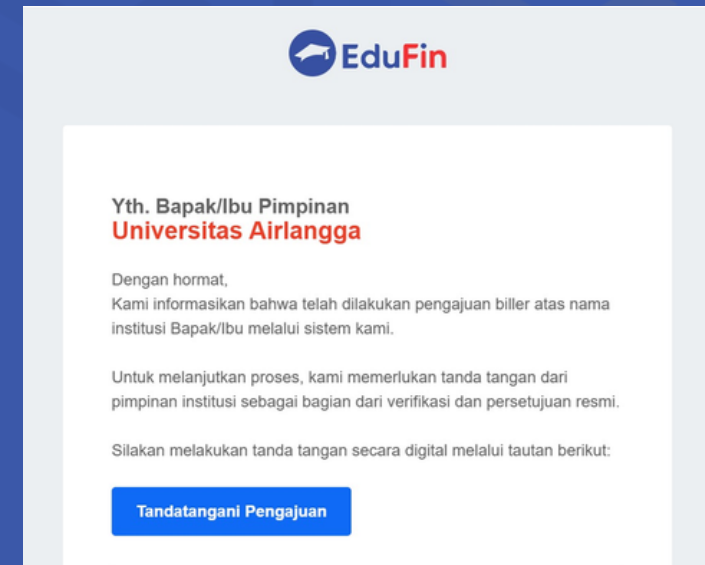 EduFin
Yth. Bapak/Ibu Pimpinan
Universitas Airlangga
Dengan hormat,
Kami informasikan bahwa telah dilakukan pengajuan biller atas nama
institusi Bapak/Ibu melalui sistem kami.
Untuk melanjutkan proses, kami memerlukan tanda tangan dari
pimpinan institusi sebagai bagian dari verifikasi dan persetujuan resmi.
Silakan melakukan tanda tangan secara digital melalui tautan berikut:
Tandatangani Pengajuan